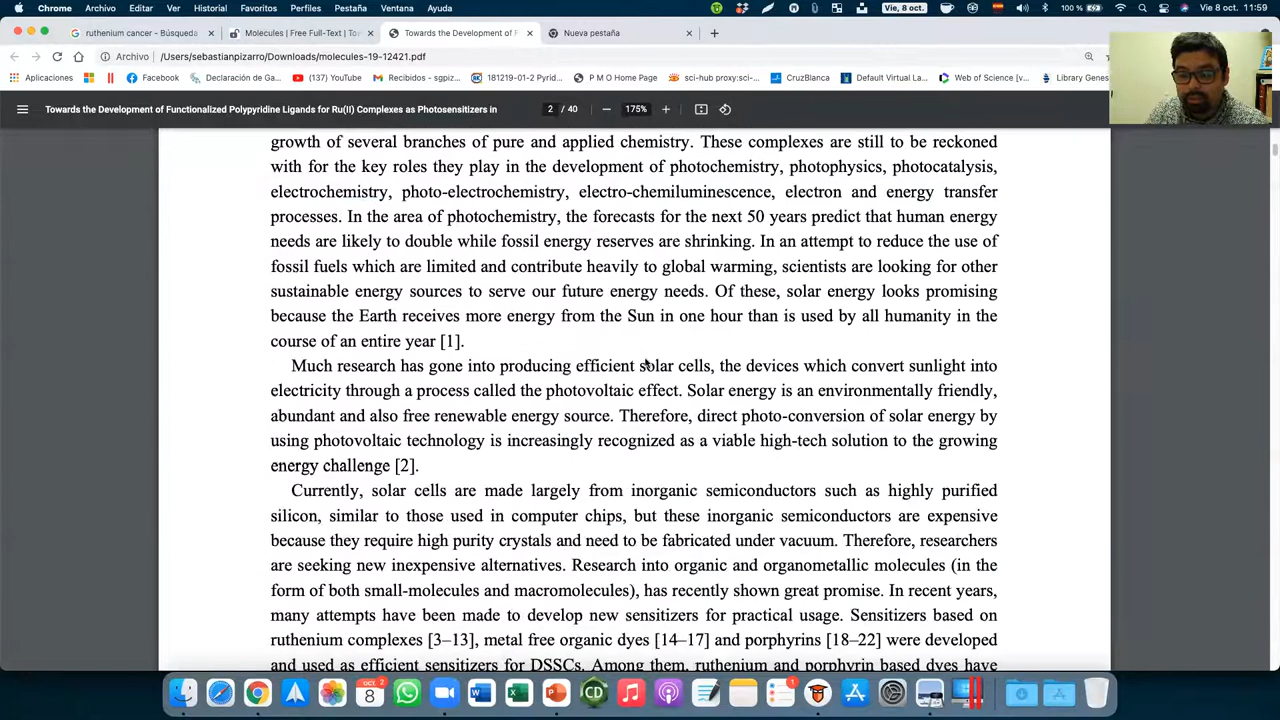 Chrome Archivo Editar Ver Historial Favoritos Perfiles Pestaña Ventana Ayuda Vie, 8 oct. 100 % Vie 8 oct. 11:59
ruthenium cancer - Búsqueda Molecules | Free Full-Text | Tow Towards the Development of F Nueva pestaña
Archivo /Users/sebastianpizarro/Downloads/molecules-19-12421.pdf
Aplicaciones Facebook Declaración de Ga... (137) YouTube Recibidos - sgpiz... 181219-01-2 Pyrid... P M O Home Page sci-hub proxy:sci-... CruzBlanca Default Virtual La... Web of Science [v... Library Genes
Towards the Development of Functionalized Polypyridine Ligands for Ru(II) Complexes as Photosensitizers in 2 / 40 175%
growth of several branches of pure and applied chemistry. These complexes are still to be reckoned
with for the key roles they play in the development of photochemistry, photophysics, photocatalysis,
electrochemistry, photo-electrochemistry, electro-chemiluminescence, electron and energy transfer
processes. In the area of photochemistry, the forecasts for the next 50 years predict that human energy
needs are likely to double while fossil energy reserves are shrinking. In an attempt to reduce the use of
fossil fuels which are limited and contribute heavily to global warming, scientists are looking for other
sustainable energy sources to serve our future energy needs. Of these, solar energy looks promising
because the Earth receives more energy from the Sun in one hour than is used by all humanity in the
course of an entire year [1].
Much research has gone into producing efficient solar cells, the devices which convert sunlight into
electricity through a process called the photovoltaic effect. Solar energy is an environmentally friendly,
abundant and also free renewable energy source. Therefore, direct photo-conversion of solar energy by
using photovoltaic technology is increasingly recognized as a viable high-tech solution to the growing
energy challenge [2].
Currently, solar cells are made largely from inorganic semiconductors such as highly purified
silicon, similar to those used in computer chips, but these inorganic semiconductors are expensive
because they require high purity crystals and need to be fabricated under vacuum. Therefore, researchers
are seeking new inexpensive alternatives. Research into organic and organometallic molecules (in the
form of both small-molecules and macromolecules), has recently shown great promise. In recent years,
many attempts have been made to develop new sensitizers for practical usage. Sensitizers based on
ruthenium complexes [3–13], metal free organic dyes [14–17] and porphyrins [18–22] were developed
and used as efficient sensitizers for DSSCs. Among them, ruthenium and porphyrin based dyes have